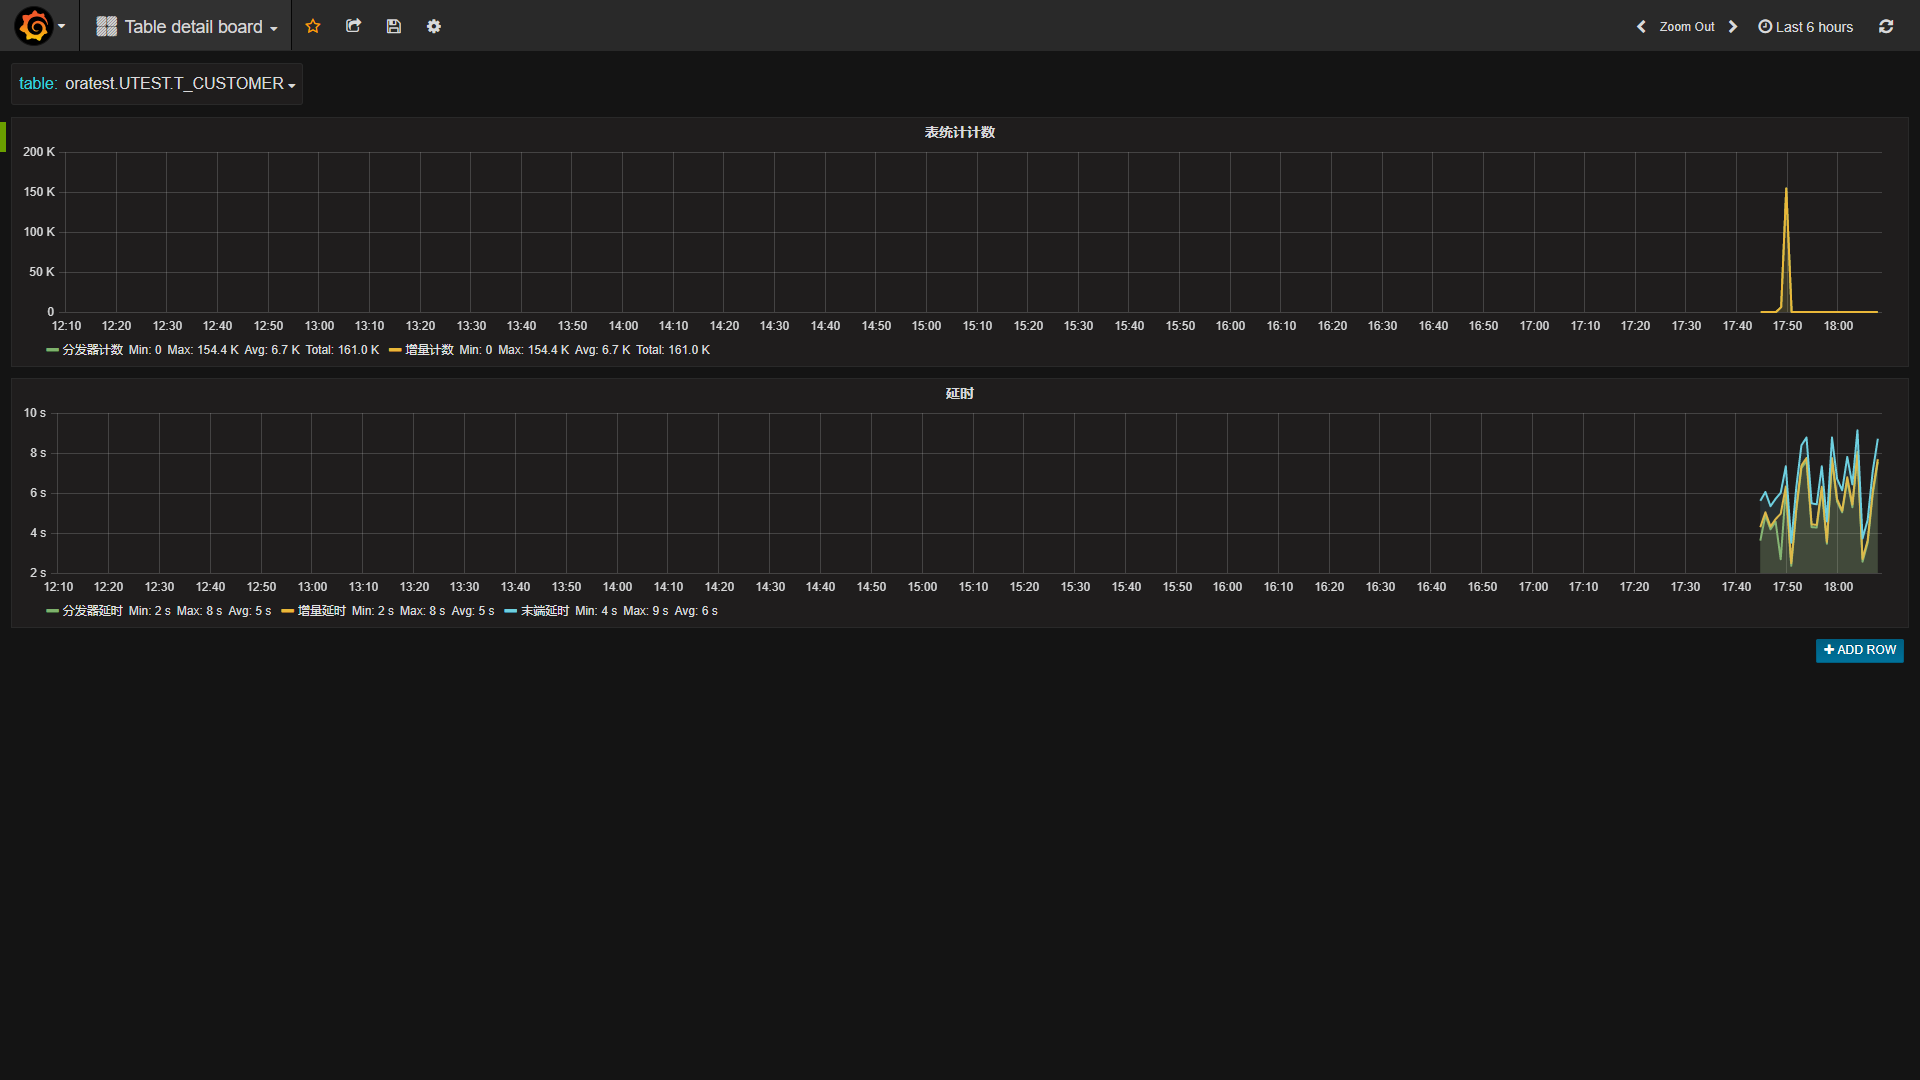 Table detail board
Zoom Out
Last 6 hours
table: oratest.UTEST.T_CUSTOMER
表统计计数
200 K
150 K
100 K
50 K
0
12:10 12:20 12:30 12:40 12:50 13:00 13:10 13:20 13:30 13:40 13:50 14:00 14:10 14:20 14:30 14:40 14:50 15:00 15:10 15:20 15:30 15:40 15:50 16:00 16:10 16:20 16:30 16:40 16:50 17:00 17:10 17:20 17:30 17:40 17:50 18:00
分发器计数 Min: 0 Max: 154.4 K Avg: 6.7 K Total: 161.0 K 增量计数 Min: 0 Max: 154.4 K Avg: 6.7 K Total: 161.0 K
延时
10 s
8 s
6 s
4 s
2 s
12:10 12:20 12:30 12:40 12:50 13:00 13:10 13:20 13:30 13:40 13:50 14:00 14:10 14:20 14:30 14:40 14:50 15:00 15:10 15:20 15:30 15:40 15:50 16:00 16:10 16:20 16:30 16:40 16:50 17:00 17:10 17:20 17:30 17:40 17:50 18:00
分发器延时 Min: 2 s Max: 8 s Avg: 5 s 增量延时 Min: 2 s Max: 8 s Avg: 5 s 末端延时 Min: 4 s Max: 9 s Avg: 6 s
ADD ROW